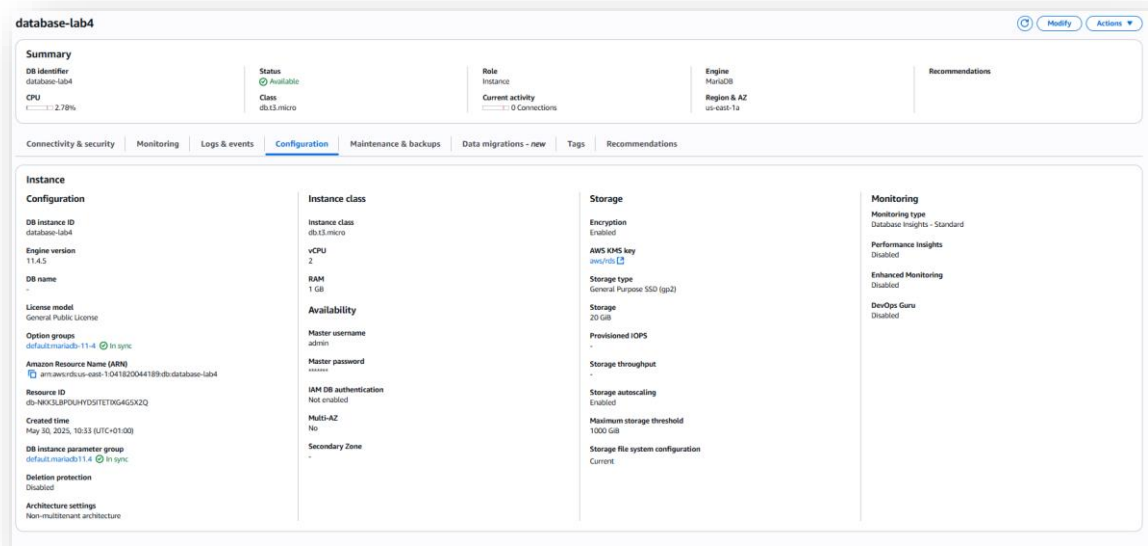 database-lab4
Modify
Actions
Summary
DB identifier
database-lab4
Status
Available
Role
Instance
Engine
MariaDB
Recommendations
CPU
2.78%
Class
db.t3.micro
Current activity
0 Connections
Region & AZ
us-east-1a
Connectivity & security
Monitoring
Logs & events
Configuration
Maintenance & backups
Data migrations - new
Tags
Recommendations
Instance
Configuration
DB instance ID
database-lab4
Engine version
11.4.5
DB name
-
License model
General Public License
Option groups
default:mariadb-11-4 In sync
Amazon Resource Name (ARN)
arn:aws:rds:us-east-1:041820044189:db:database-lab4
Resource ID
Created time
May 30, 2025, 10:33 (UTC+01:00)
DB instance parameter group
default.mariadb11.4 In sync
Deletion protection
Disabled
Architecture settings
Non-multitenant architecture
Instance class
Instance class
db.t3.micro
vCPU
2
RAM
1 GB
Availability
Master username
admin
Master password
*******
IAM DB authentication
Not enabled
Multi-AZ
No
Secondary Zone
-
Storage
Encryption
Enabled
AWS KMS key
aws/rds
Storage type
General Purpose SSD (gp2)
Storage
20 GiB
Provisioned IOPS
-
Storage throughput
-
Storage autoscaling
Enabled
Maximum storage threshold
1000 GiB
Storage file system configuration
Current
Monitoring
Monitoring type
Database Insights - Standard
Performance Insights
Disabled
Enhanced Monitoring
Disabled
DevOps Guru
Disabled